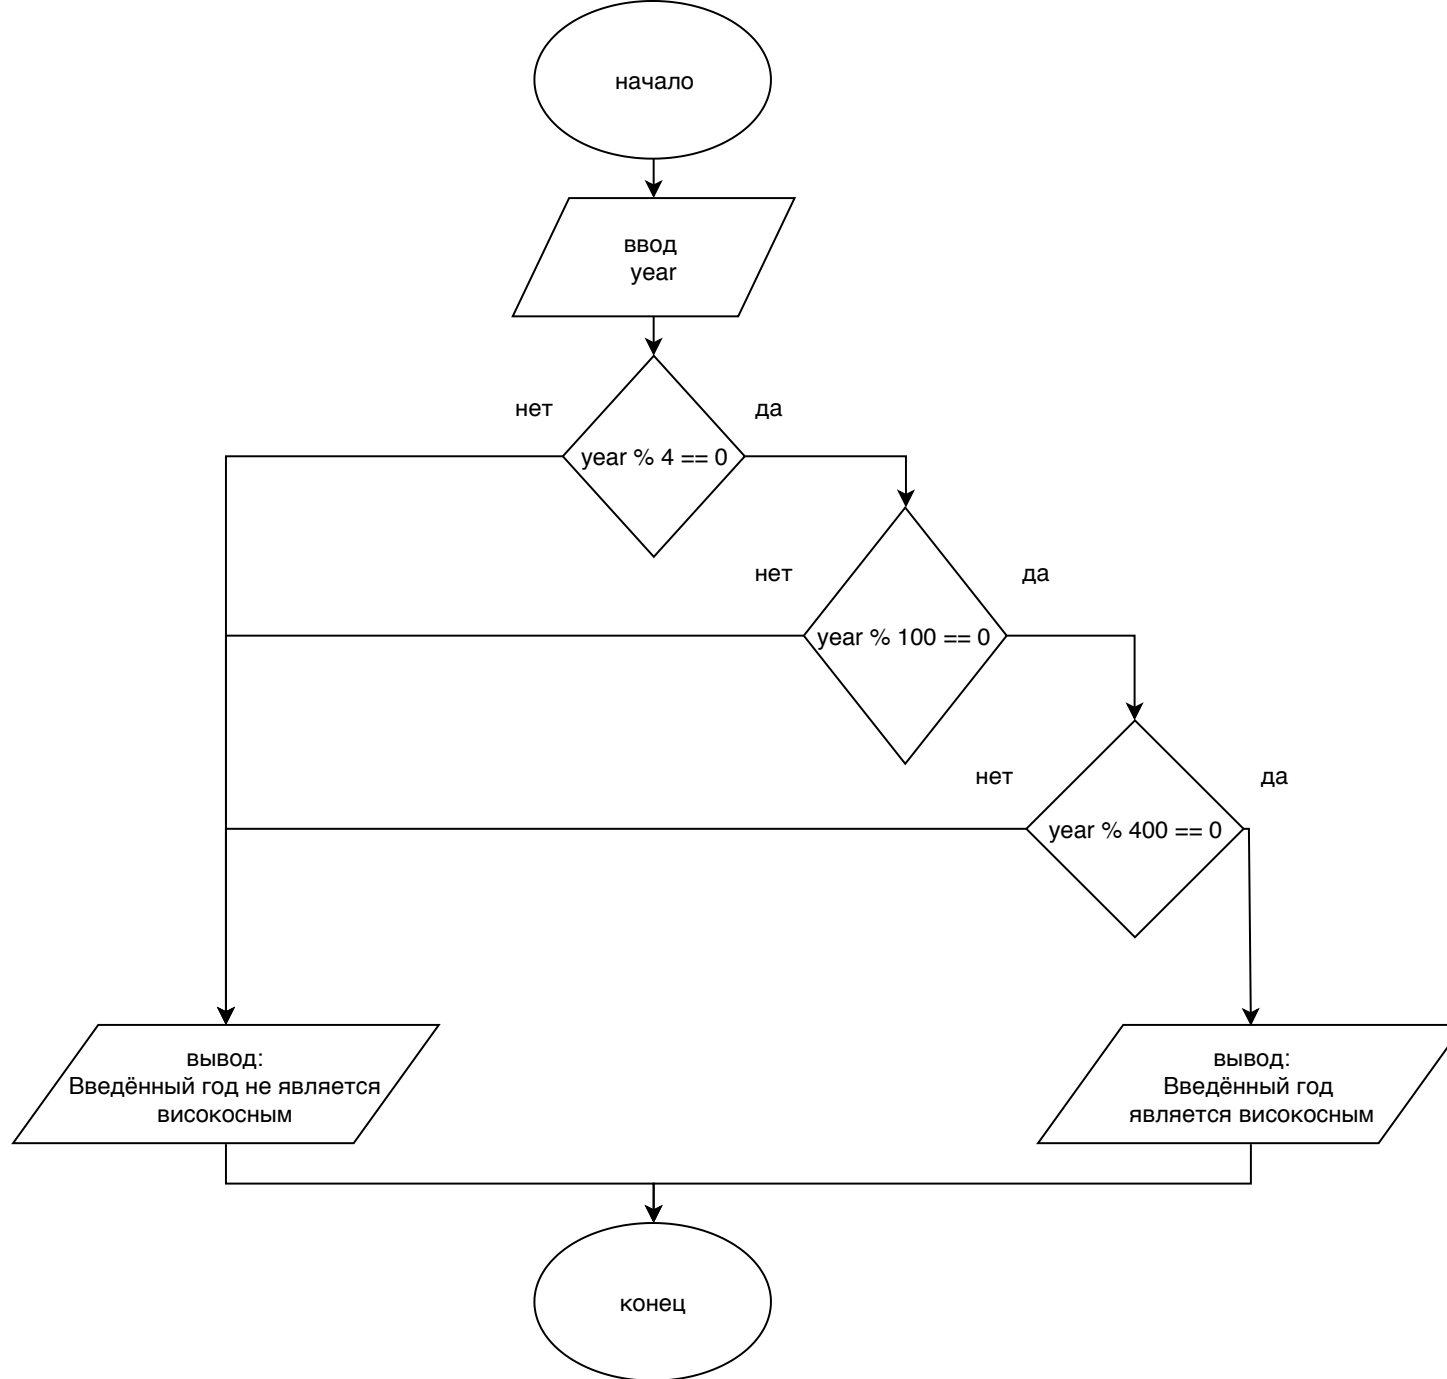 начало
ввод
year
нет
да
year % 4 == 0
нет
да
year % 100 == 0
нет
да
year % 400 == 0
вывод:
Введённый год не является
високосным
вывод:
Введённый год
является високосным
конец